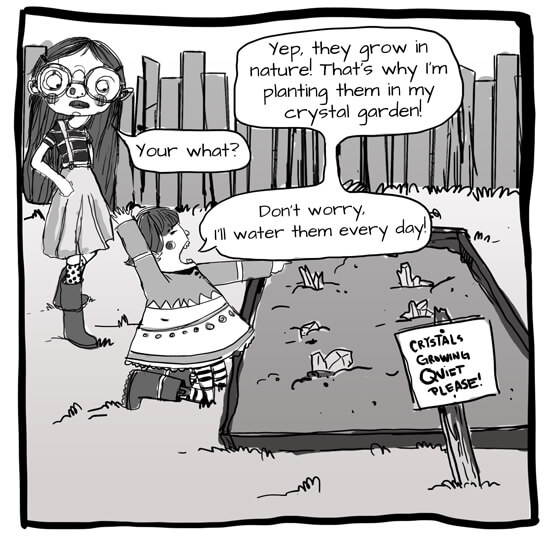 Yep, they grow in
nature! That's why I'm
planting them in my
crystal garden!
Your what?
Don't worry,
I'll water them every day!
CRYSTALS
GROWING
QUIET
PLEASE!